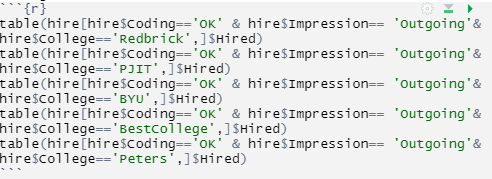 ```{r}
table(hire[hire$Coding=='OK' & hire$Impression== 'Outgoing'&
hire$College=='Redbrick',]$Hired)
table(hire[hire$Coding=='OK' & hire$Impression== 'Outgoing'&
hire$College=='PJIT',]$Hired)
table(hire[hire$Coding=='OK' & hire$Impression== 'Outgoing'&
hire$College=='BYU',]$Hired)
table(hire[hire$Coding=='OK' & hire$Impression== 'Outgoing'&
hire$College=='BestCollege',]$Hired)
table(hire[hire$Coding=='OK' & hire$Impression== 'Outgoing'&
hire$College=='Peters',]$Hired)
```